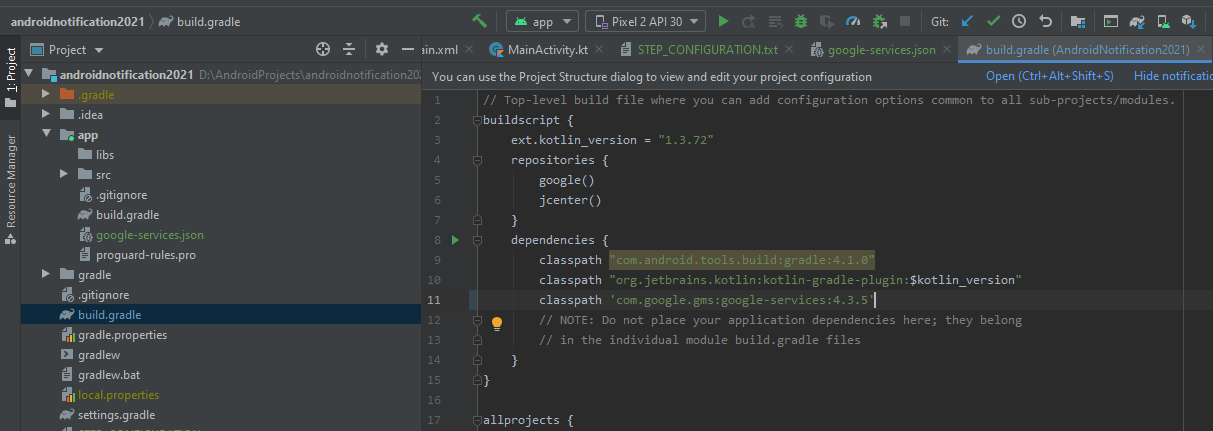 androidnotification2021 build.gradle
app Pixel 2 API 30 Git:
Project
ain.xml MainActivity.kt STEP_CONFIGURATION.txt google-services.json build.gradle (AndroidNotification2021)
1: Project
Resource Manager
androidnotification2021 D:\AndroidProjects\androidnotification202
.gradle
.idea
app
libs
src
.gitignore
build.gradle
google-services.json
proguard-rules.pro
gradle
.gitignore
build.gradle
gradle.properties
gradlew
gradlew.bat
local.properties
settings.gradle
You can use the Project Structure dialog to view and edit your project configuration Open (Ctrl+Alt+Shift+S) Hide notificatio
1 // Top-level build file where you can add configuration options common to all sub-projects/modules.
2 buildscript {
3 ext.kotlin_version = "1.3.72"
4 repositories {
5 google()
6 jcenter()
7 }
8 dependencies {
9 classpath "com.android.tools.build:gradle:4.1.0"
10 classpath "org.jetbrains.kotlin:kotlin-gradle-plugin:$kotlin_version"
11 classpath 'com.google.gms:google-services:4.3.5'
12 // NOTE: Do not place your application dependencies here; they belong
13 // in the individual module build.gradle files
14 }
15 }
16
17 allprojects {